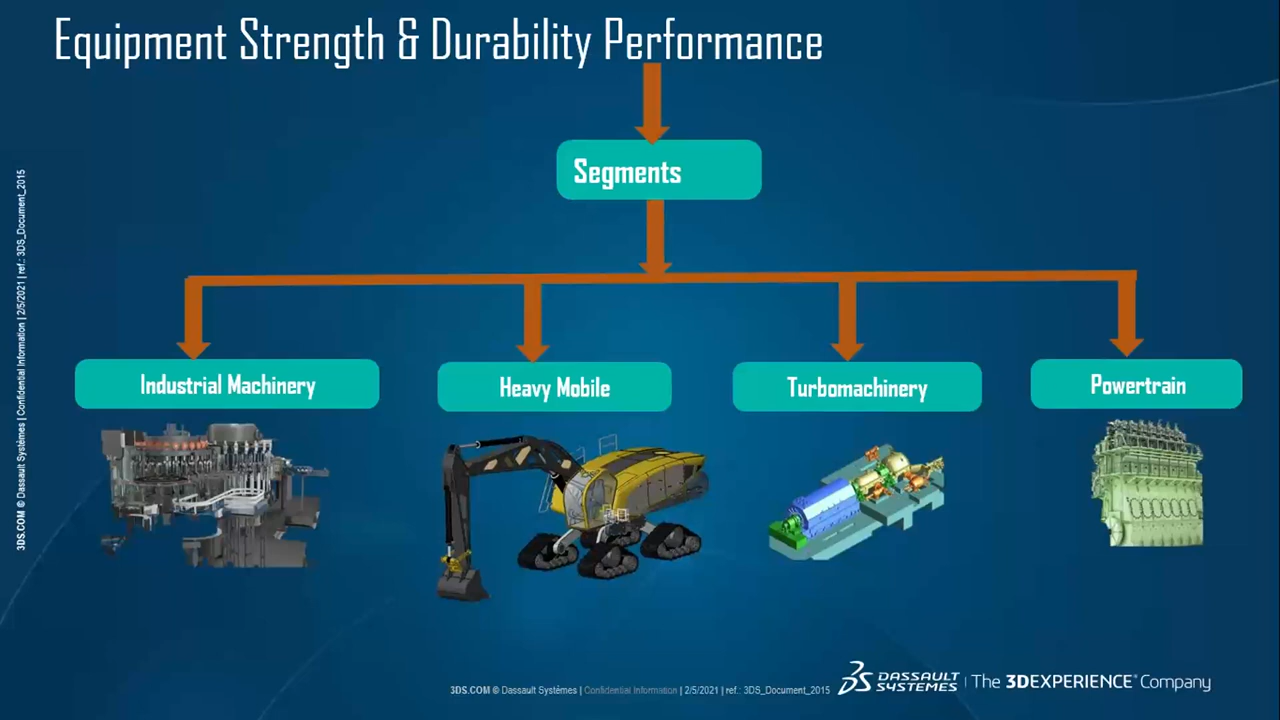 Equipment Strength & Durability Performance
Segments
Industrial Machinery
Heavy Mobile
Turbomachinery
Powertrain
3DS.COM © Dassault Systèmes | Confidential Information | 2/5/2021 | ref.: 3DS_Document_2015
3DS.COM © Dassault Systèmes | Confidential Information | 2/5/2021 | ref.: 3DS_Document_2015
DASSAULT SYSTEMES | The 3DEXPERIENCE® Company